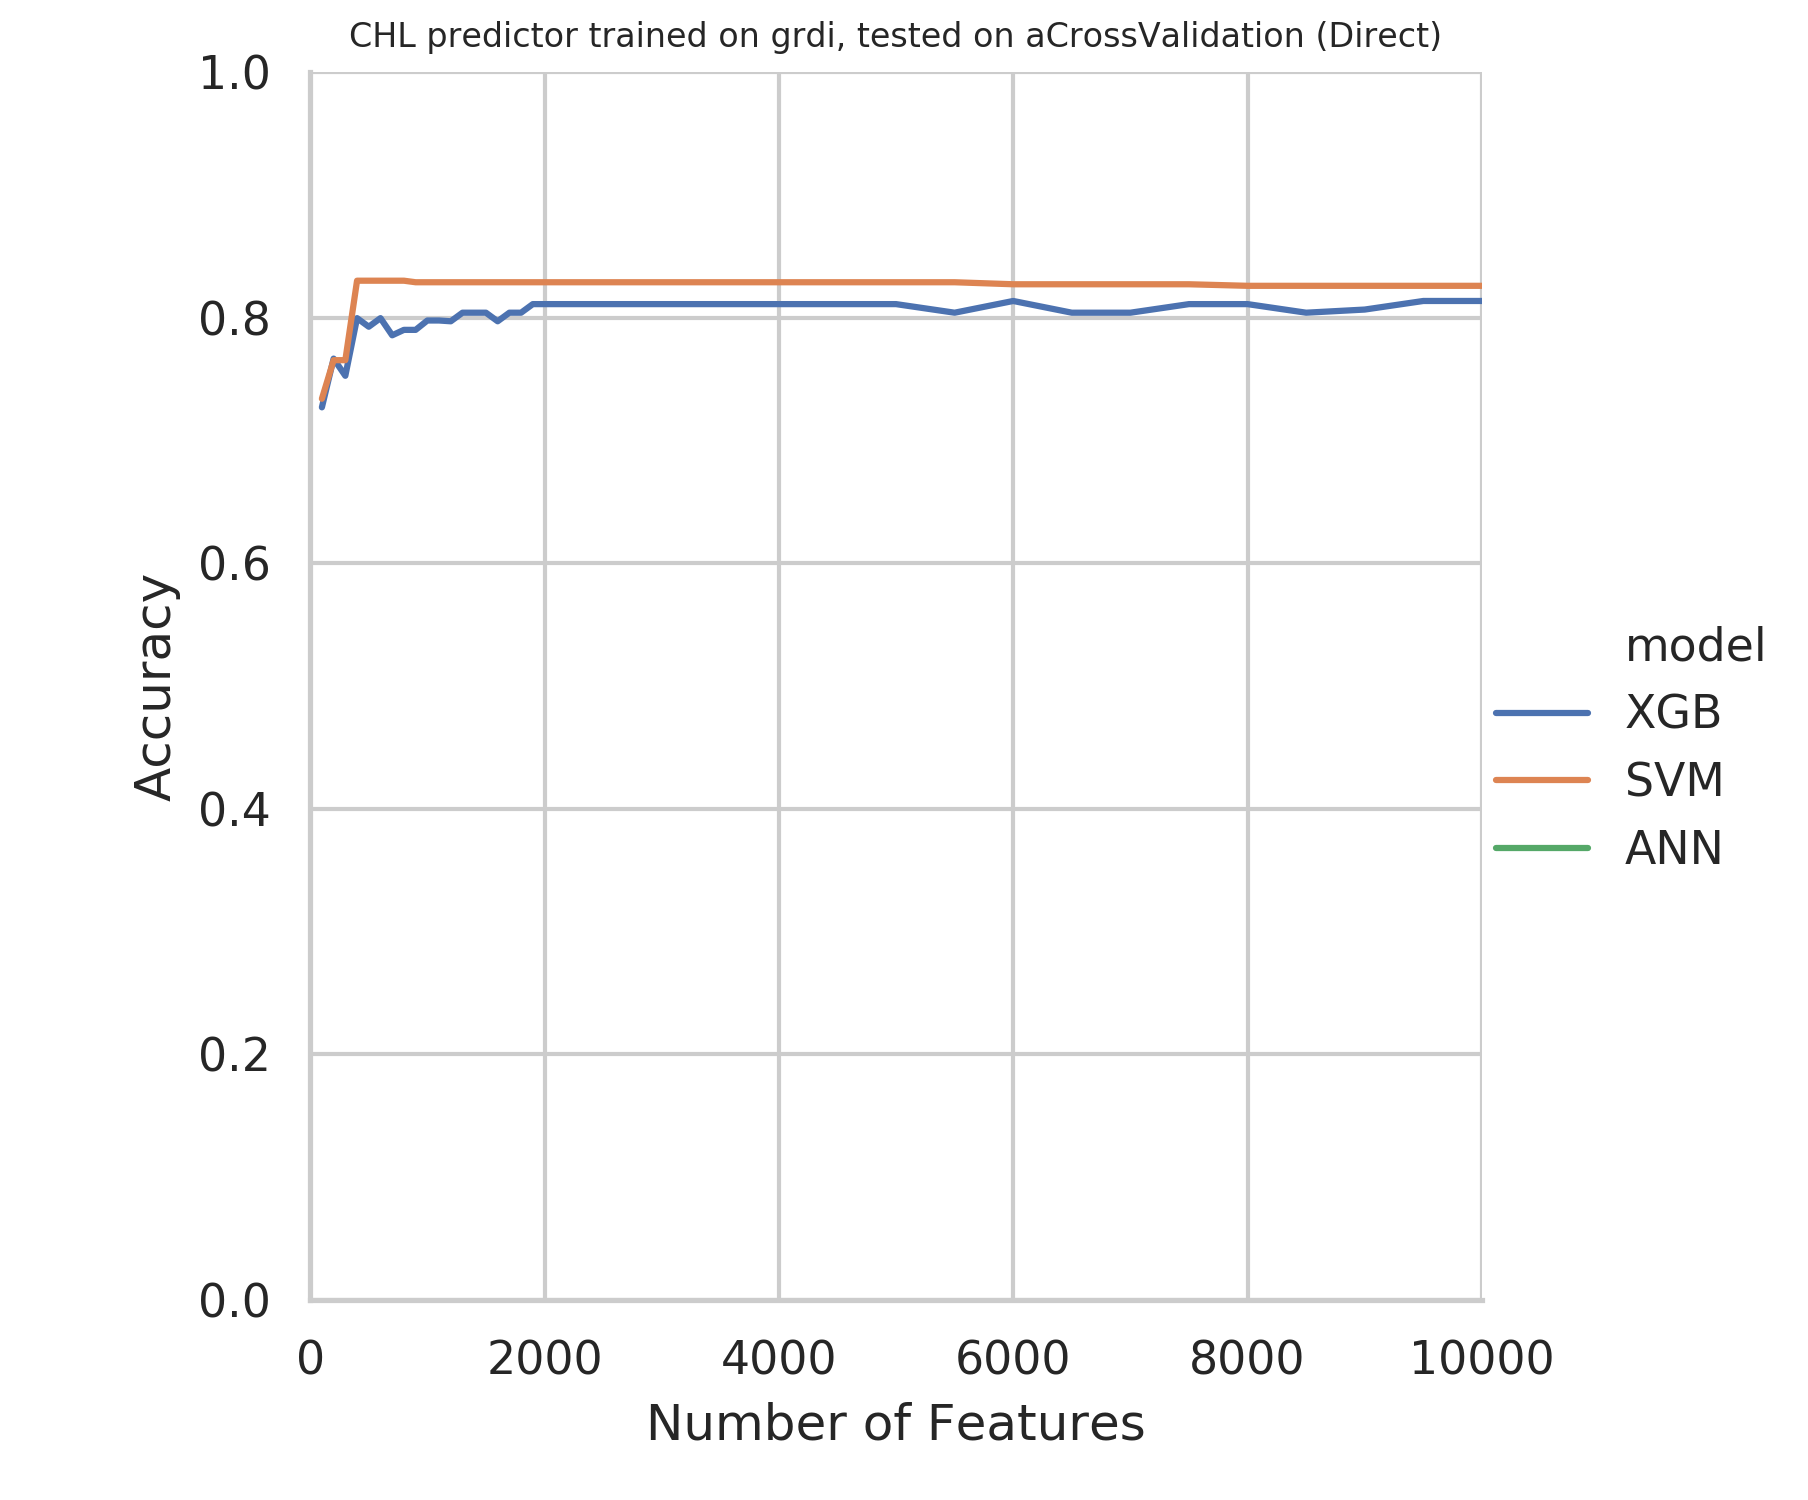 CHL predictor trained on grdi, tested on aCrossValidation (Direct)
1.0
0.8
0.6
0.4
0.2
0.0
Accuracy
0 2000 4000 6000 8000 10000
Number of Features
model
XGB
SVM
ANN